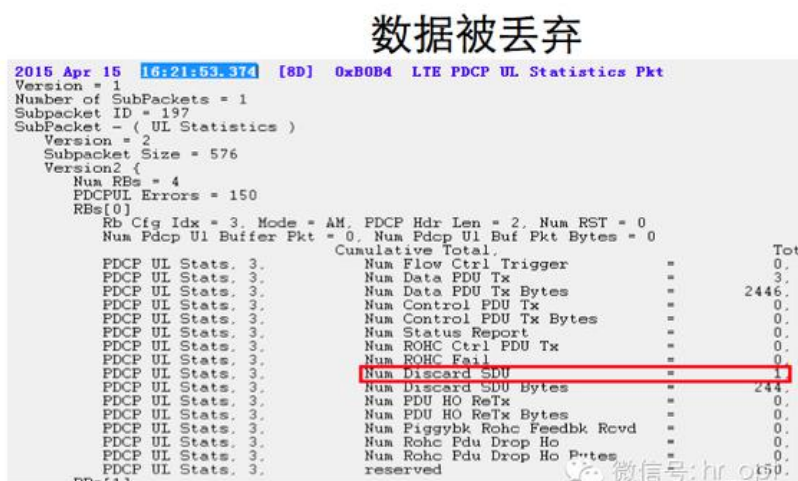 数据被丢弃
2015 Apr 15 16:21:53.374 [8D] 0xB0B4 LTE PDCP UL Statistics Pkt
Version = 1
Number of SubPackets = 1
Subpacket ID = 197
SubPacket - ( UL Statistics )
Version = 2
Subpacket Size = 576
Version2 {
Num RBs = 4
PDCPUL Errors = 150
RBs[0]
Rb Cfg Idx = 3, Mode = AM, PDCP Hdr Len = 2, Num RST = 0
Num Pdcp Ul Buffer Pkt = 0, Num Pdcp Ul Buf Pkt Bytes = 0
Cumulative Total, Tot
PDCP UL Stats, 3, Num Flow Ctrl Trigger = 0,
PDCP UL Stats, 3, Num Data PDU Tx = 3,
PDCP UL Stats, 3, Num Data PDU Tx Bytes = 2446,
PDCP UL Stats, 3, Num Control PDU Tx = 0,
PDCP UL Stats, 3, Num Control PDU Tx Bytes = 0,
PDCP UL Stats, 3, Num Status Report = 0,
PDCP UL Stats, 3, Num ROHC Ctrl PDU Tx = 0,
PDCP UL Stats, 3, Num ROHC Fail = 0,
PDCP UL Stats, 3, Num Discard SDU = 1
PDCP UL Stats, 3, Num Discard SDU Bytes = 244,
PDCP UL Stats, 3, Num PDU HO ReTx = 0,
PDCP UL Stats, 3, Num PDU HO ReTx Bytes = 0,
PDCP UL Stats, 3, Num Piggybk Rohc Feedbk Rcvd = 0,
PDCP UL Stats, 3, Num Rohc Pdu Drop Ho = 0,
PDCP UL Stats, 3, Num Rohc Pdu Drop Ho Bytes = 0,
PDCP UL Stats, 3, reserved = 150,
微信号: hr_opt